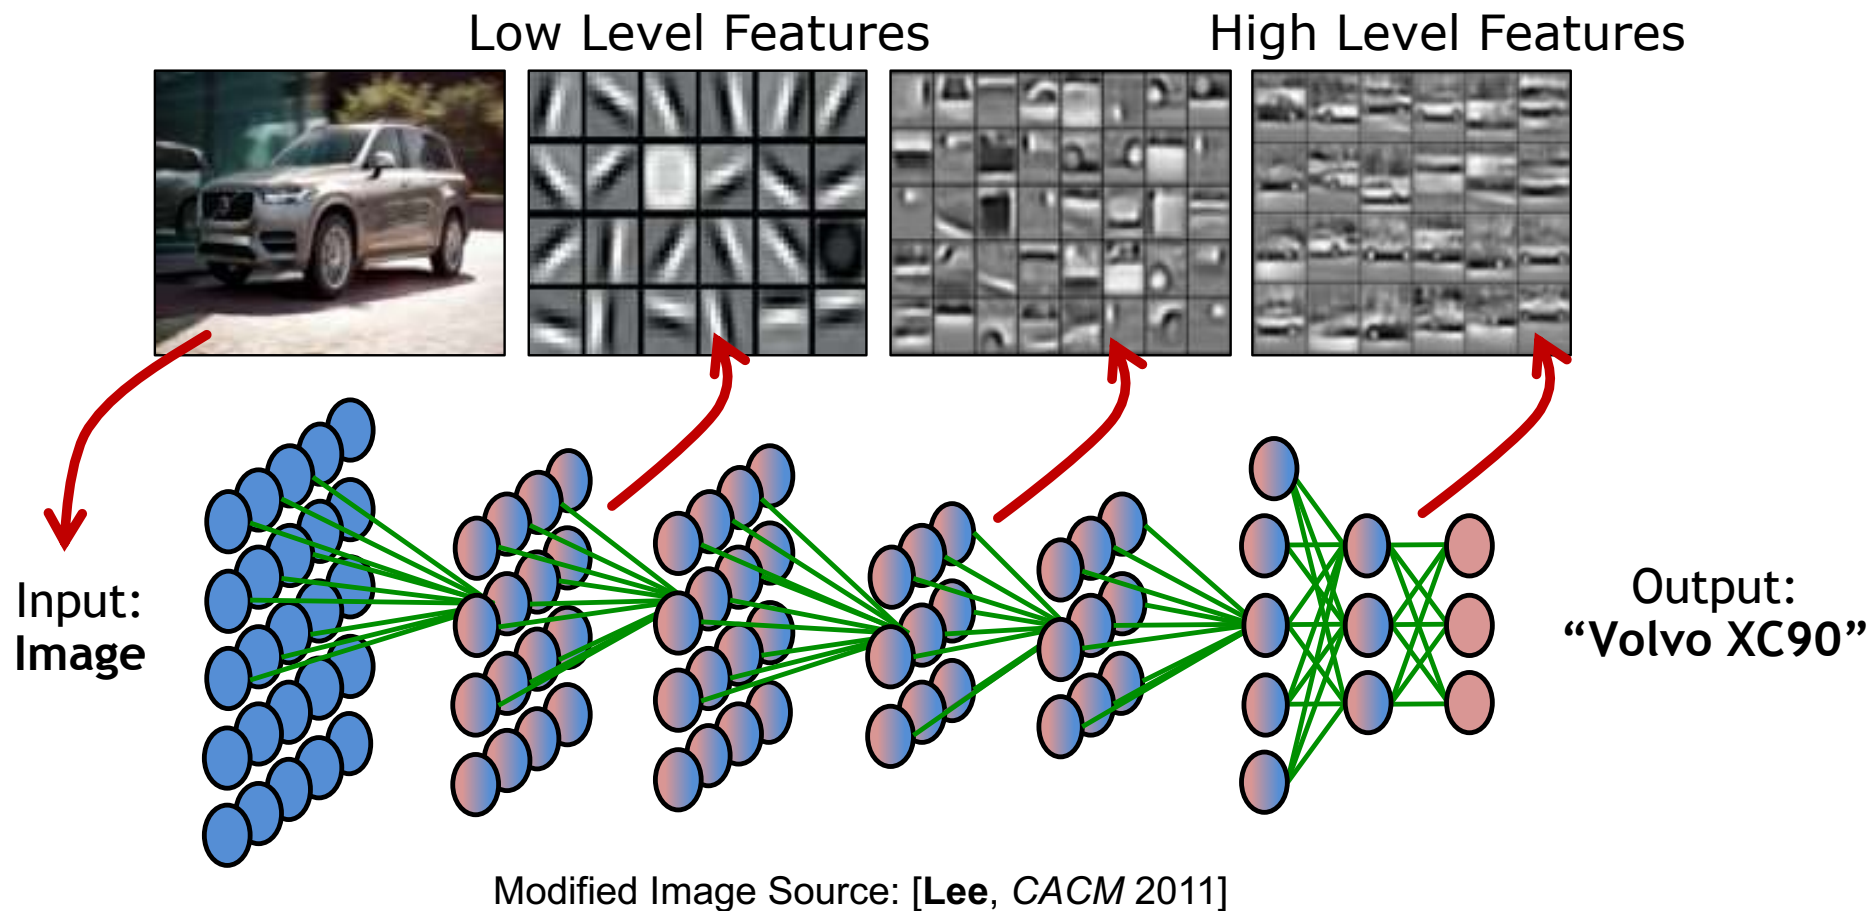 Low Level Features
High Level Features
Input:
Image
Output:
“Volvo XC90”
Modified Image Source: [Lee, CACM 2011]